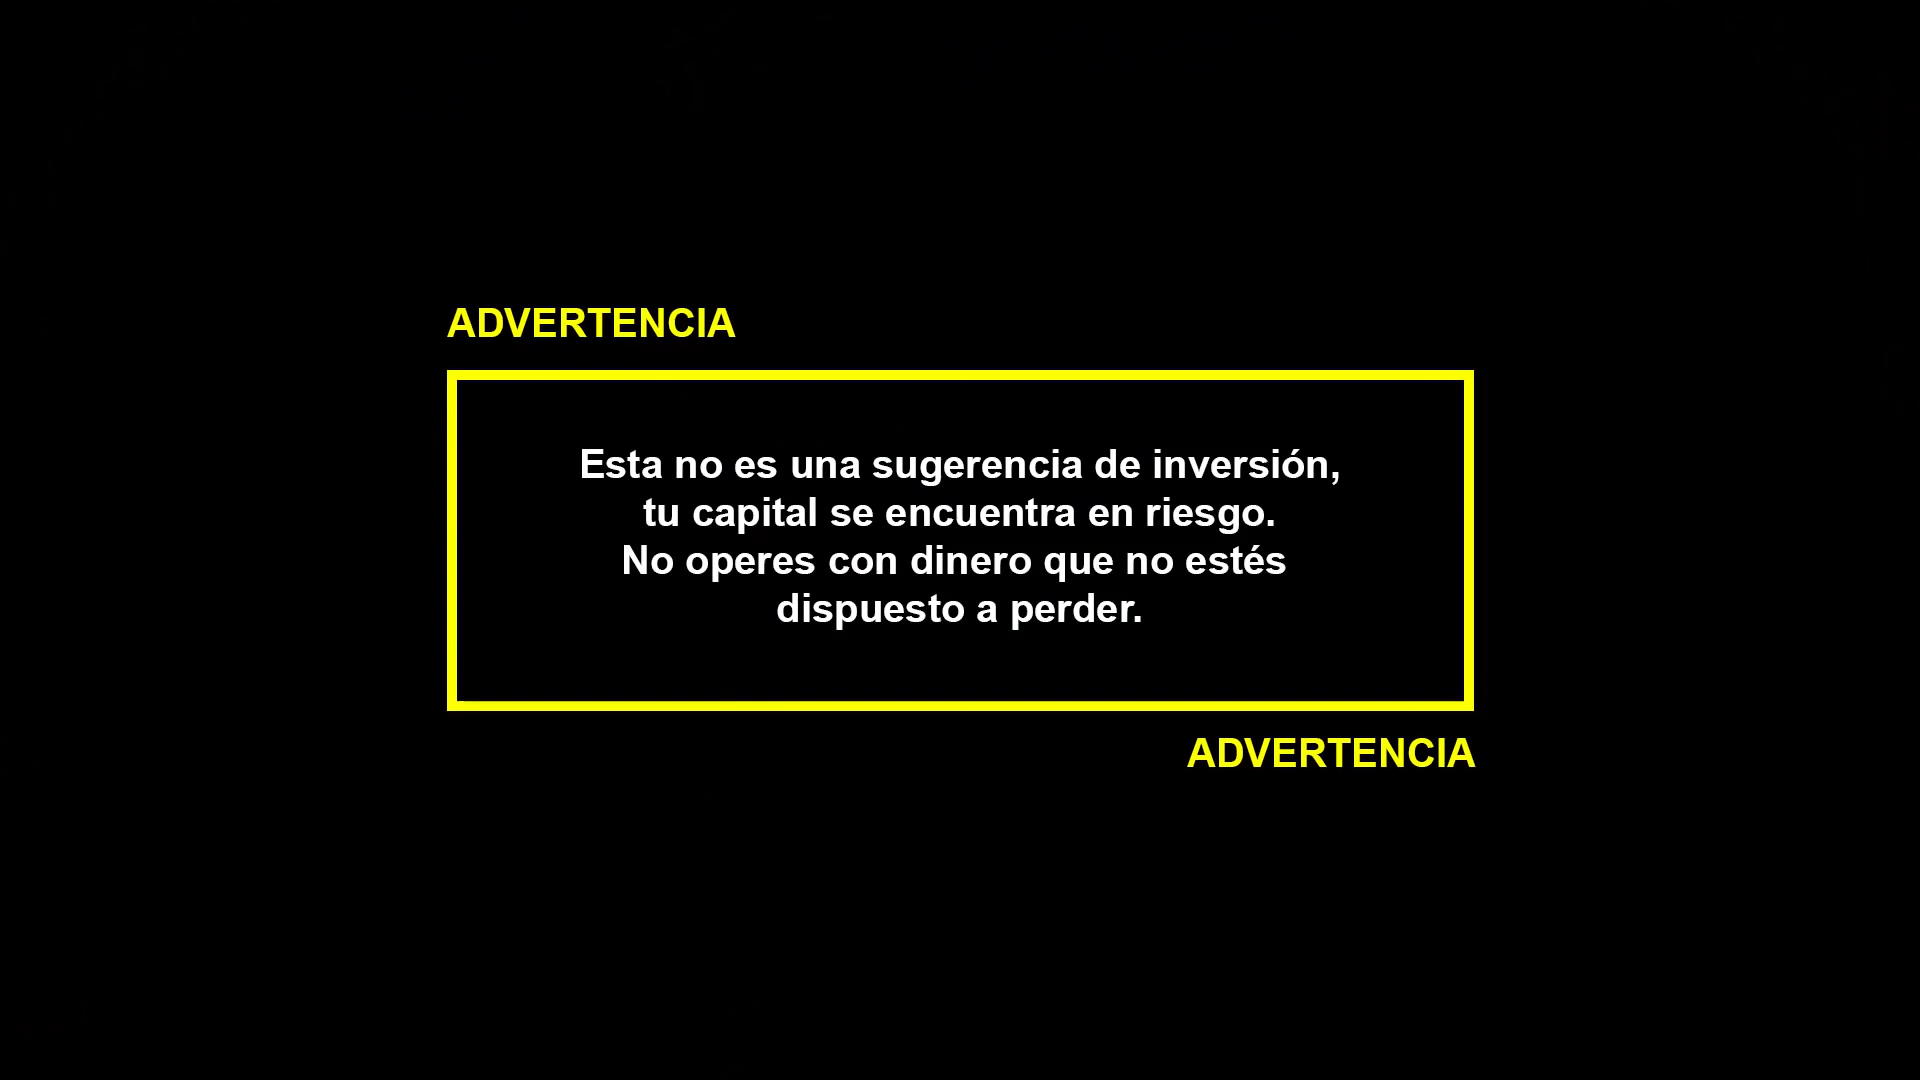 ADVERTENCIA
Esta no es una sugerencia de inversión,
tu capital se encuentra en riesgo.
No operes con dinero que no estés
dispuesto a perder.
ADVERTENCIA